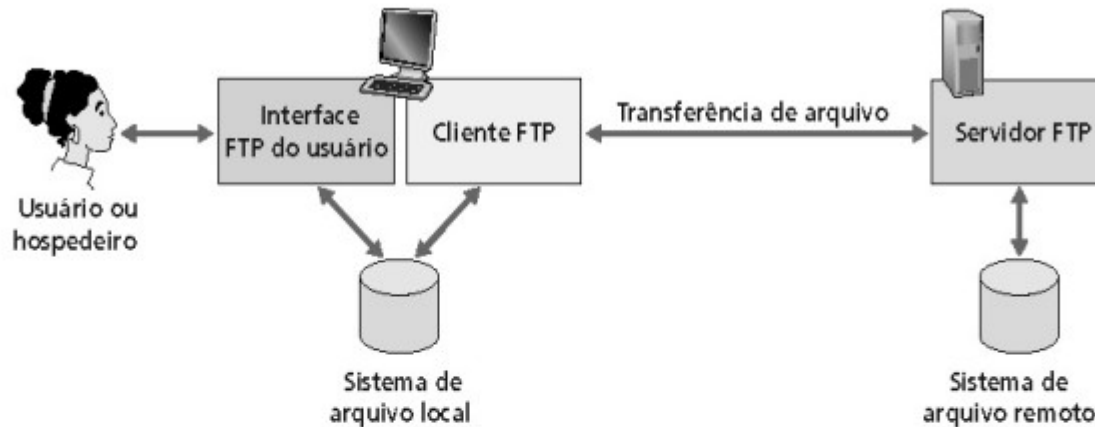 Interface
FTP do usuário
Cliente FTP
Transferência de arquivo
Servidor FTP
Usuário ou
hospedeiro
Sistema de
arquivo local
Sistema de
arquivo remoto